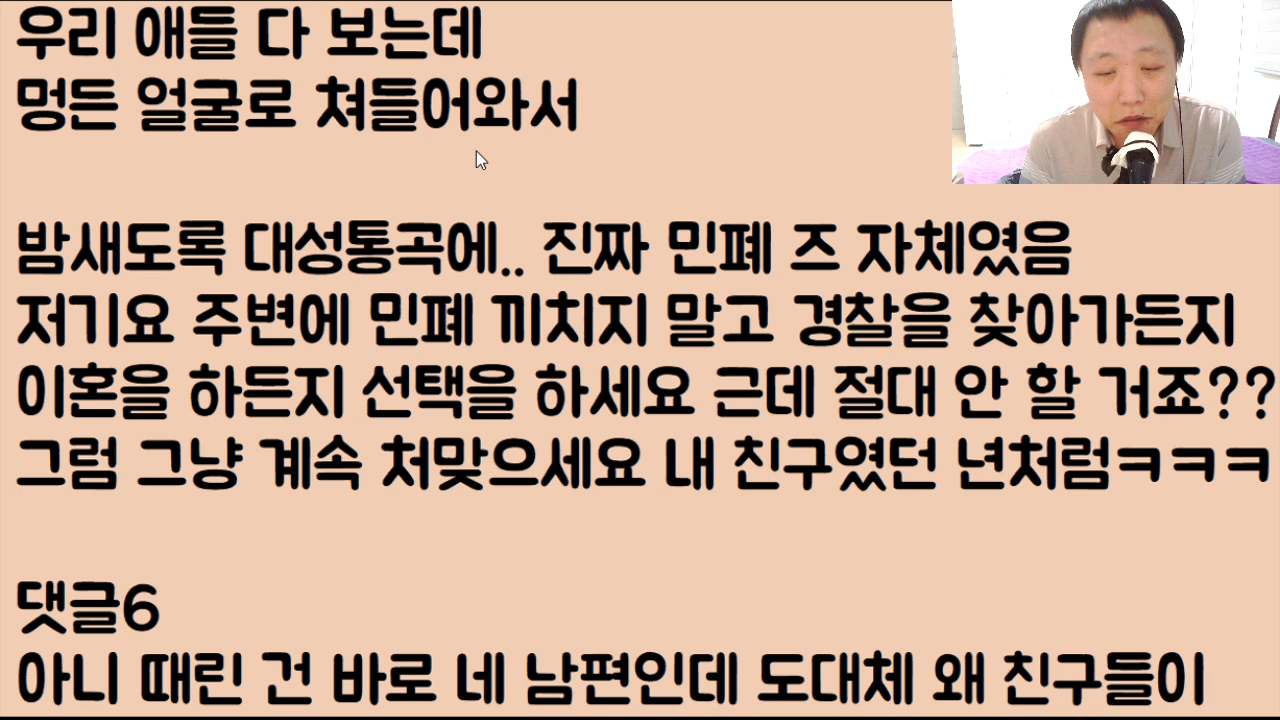 우리 애들 다 보는데
멍든 얼굴로 쳐들어와서
밤새도록 대성통곡에.. 진짜 민폐 즈 자체였음
저기요 주변에 민폐 끼치지 말고 경찰을 찾아가든지
이혼을 하든지 선택을 하세요 근데 절대 안 할 거죠??
그럼 그냥 계속 처맞으세요 내 친구였던 년처럼ㅋㅋㅋ
댓글6
아니 때린 건 바로 네 남편인데 도대체 왜 친구들이